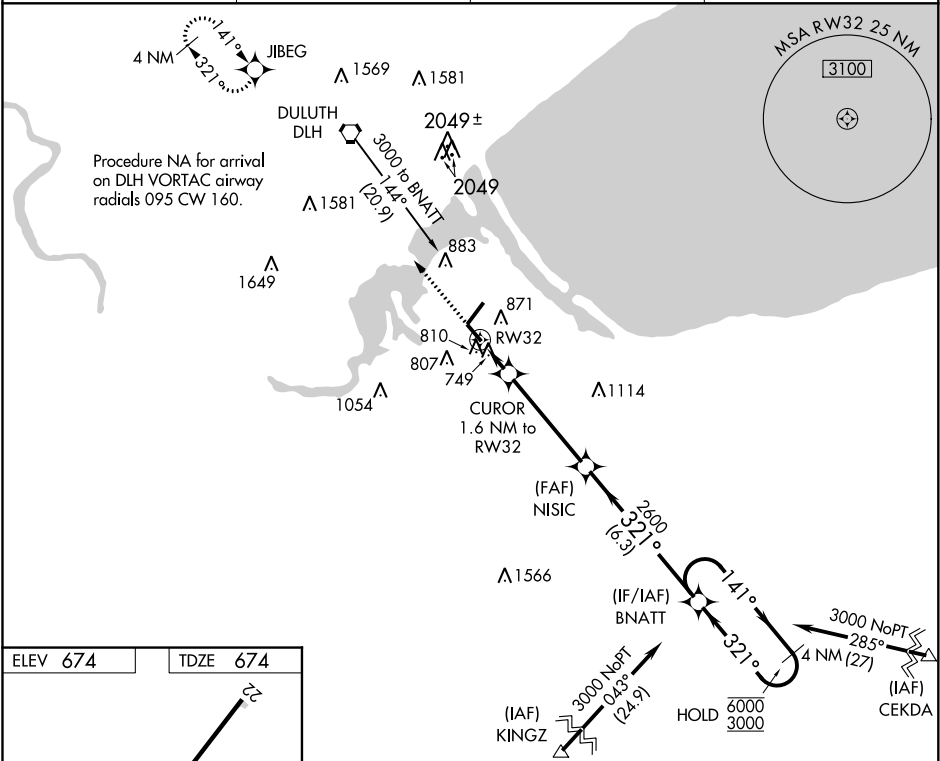 4 NM
141°
321°
JIBEG
1569
1581
MSA RW32 25 NM
3100
DULUTH
DLH
2049 ±
2049
3000 to BNATT
144°
(20.9)
Procedure NA for arrival
on DLH VORTAC airway
radials 095 CW 160.
1581
883
1649
871
810
RW32
807
749
1054
1114
CUROR
1.6 NM to
RW32
(FAF)
NISIC
2600
321°
(6.3)
1566
(IF/IAF)
BNATT
141°
321°
3000 NoPT
285°
4 NM
(27)
(IAF)
CEKDA
3000 NoPT
043°
(24.9)
(IAF)
KINGZ
HOLD
6000
3000
ELEV 674
TDZE 674
22